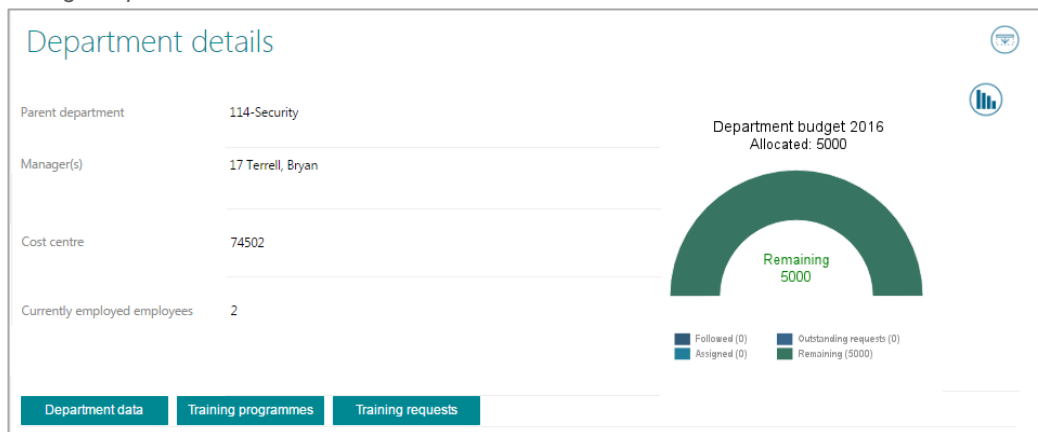 Department details
Parent department 114-Security
Manager(s) 17 Terrell, Bryan
Cost centre 74502
Currently employed employees 2
Department budget 2016
Allocated: 5000
Remaining
5000
Followed (0) Outstanding requests (0)
Assigned (0) Remaining (5000)
Department data Training programmes Training requests